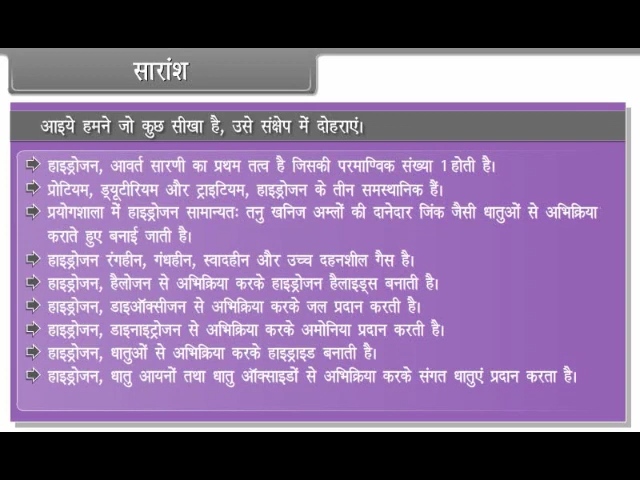 सारांश
आइये हमने जो कुछ सीखा है, उसे संक्षेप में दोहराएं।
हाइड्रोजन, आवर्त सारणी का प्रथम तत्व है जिसकी परमाण्विक संख्या 1 होती है।
प्रोटियम, ड्यूटीरियम और ट्राइटियम, हाइड्रोजन के तीन समस्थानिक हैं।
प्रयोगशाला में हाइड्रोजन सामान्यतः तनु खनिज अम्लों की दानेदार जिंक जैसी धातुओं से अभिक्रिया
कराते हुए बनाई जाती है।
हाइड्रोजन रंगहीन, गंधहीन, स्वादहीन और उच्च दहनशील गैस है।
हाइड्रोजन, हैलोजन से अभिक्रिया करके हाइड्रोजन हैलाइड्स बनाती है।
हाइड्रोजन, डाइऑक्सीजन से अभिक्रिया करके जल प्रदान करती है।
हाइड्रोजन, डाइनाइट्रोजन से अभिक्रिया करके अमोनिया प्रदान करती है।
हाइड्रोजन, धातुओं से अभिक्रिया करके हाइड्राइड बनाती है।
हाइड्रोजन, धातु आयनों तथा धातु ऑक्साइडों से अभिक्रिया करके संगत धातुएं प्रदान करता है।